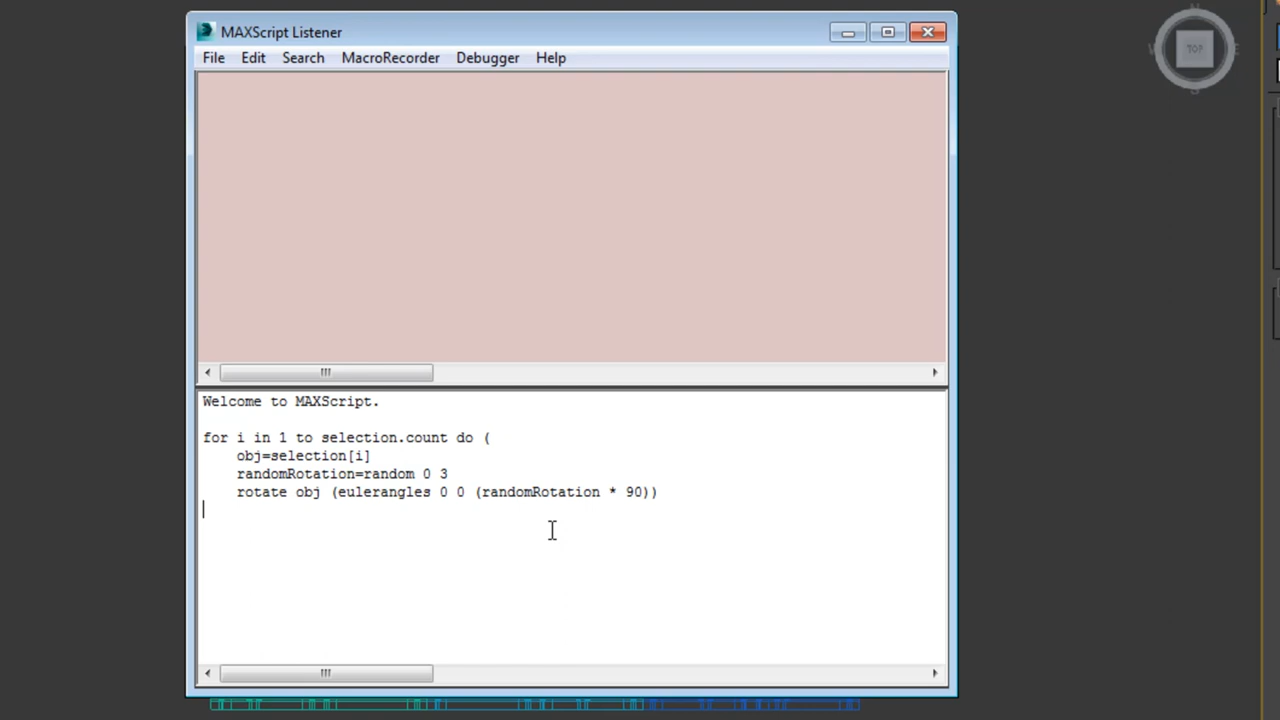 MAXScript Listener
File Edit Search MacroRecorder Debugger Help
TOP
Welcome to MAXScript.
for i in 1 to selection.count do (
obj=selection[i]
randomRotation=random 0 3
rotate obj (eulerangles 0 0 (randomRotation * 90))